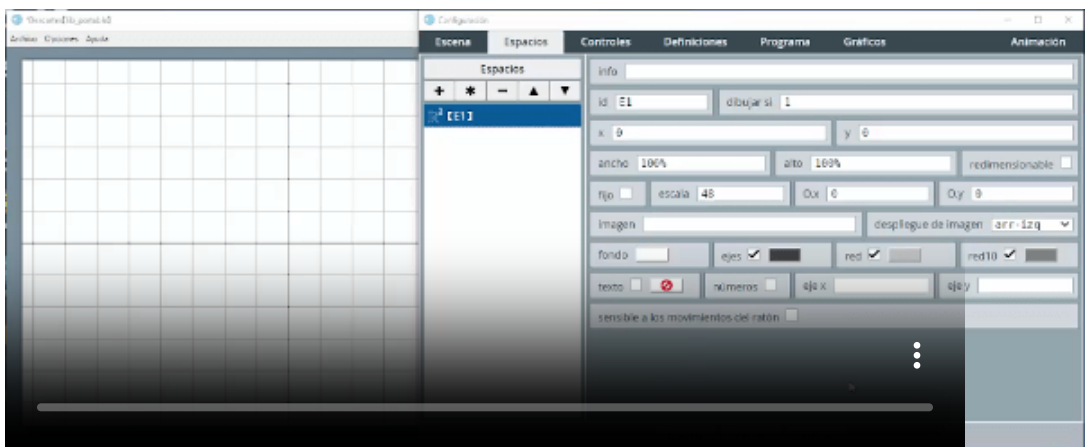 Archivo Opciones Ayuda
Configuración
Escena Espacios Controles Definiciones Programa Gráficos Animación
Espacios
+ * − ▲ ▼
[E1]
info
id E1 dibujar si 1
x 0 y 0
ancho 100% alto 100% redimensionable
fijo escala 48 O.x 0 O.y 0
imagen despliegue de imagen arr-izq
fondo ejes red red10
texto números eje x eje y
sensible a los movimientos del ratón